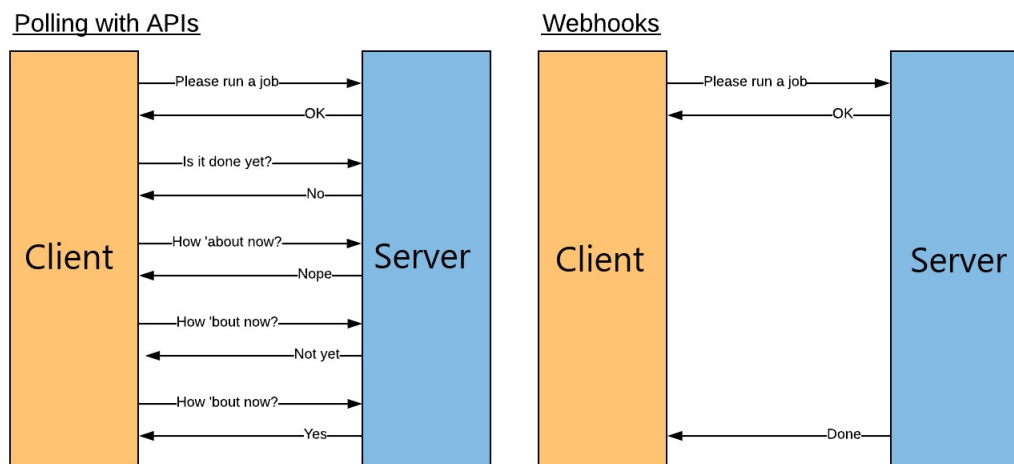 Polling with APIs
Please run a job
OK
Is it done yet?
No
Client
How 'about now?
Server
Nope
How 'bout now?
Not yet
How 'bout now?
Yes
Webhooks
Please run a job
OK
Client
Server
Done